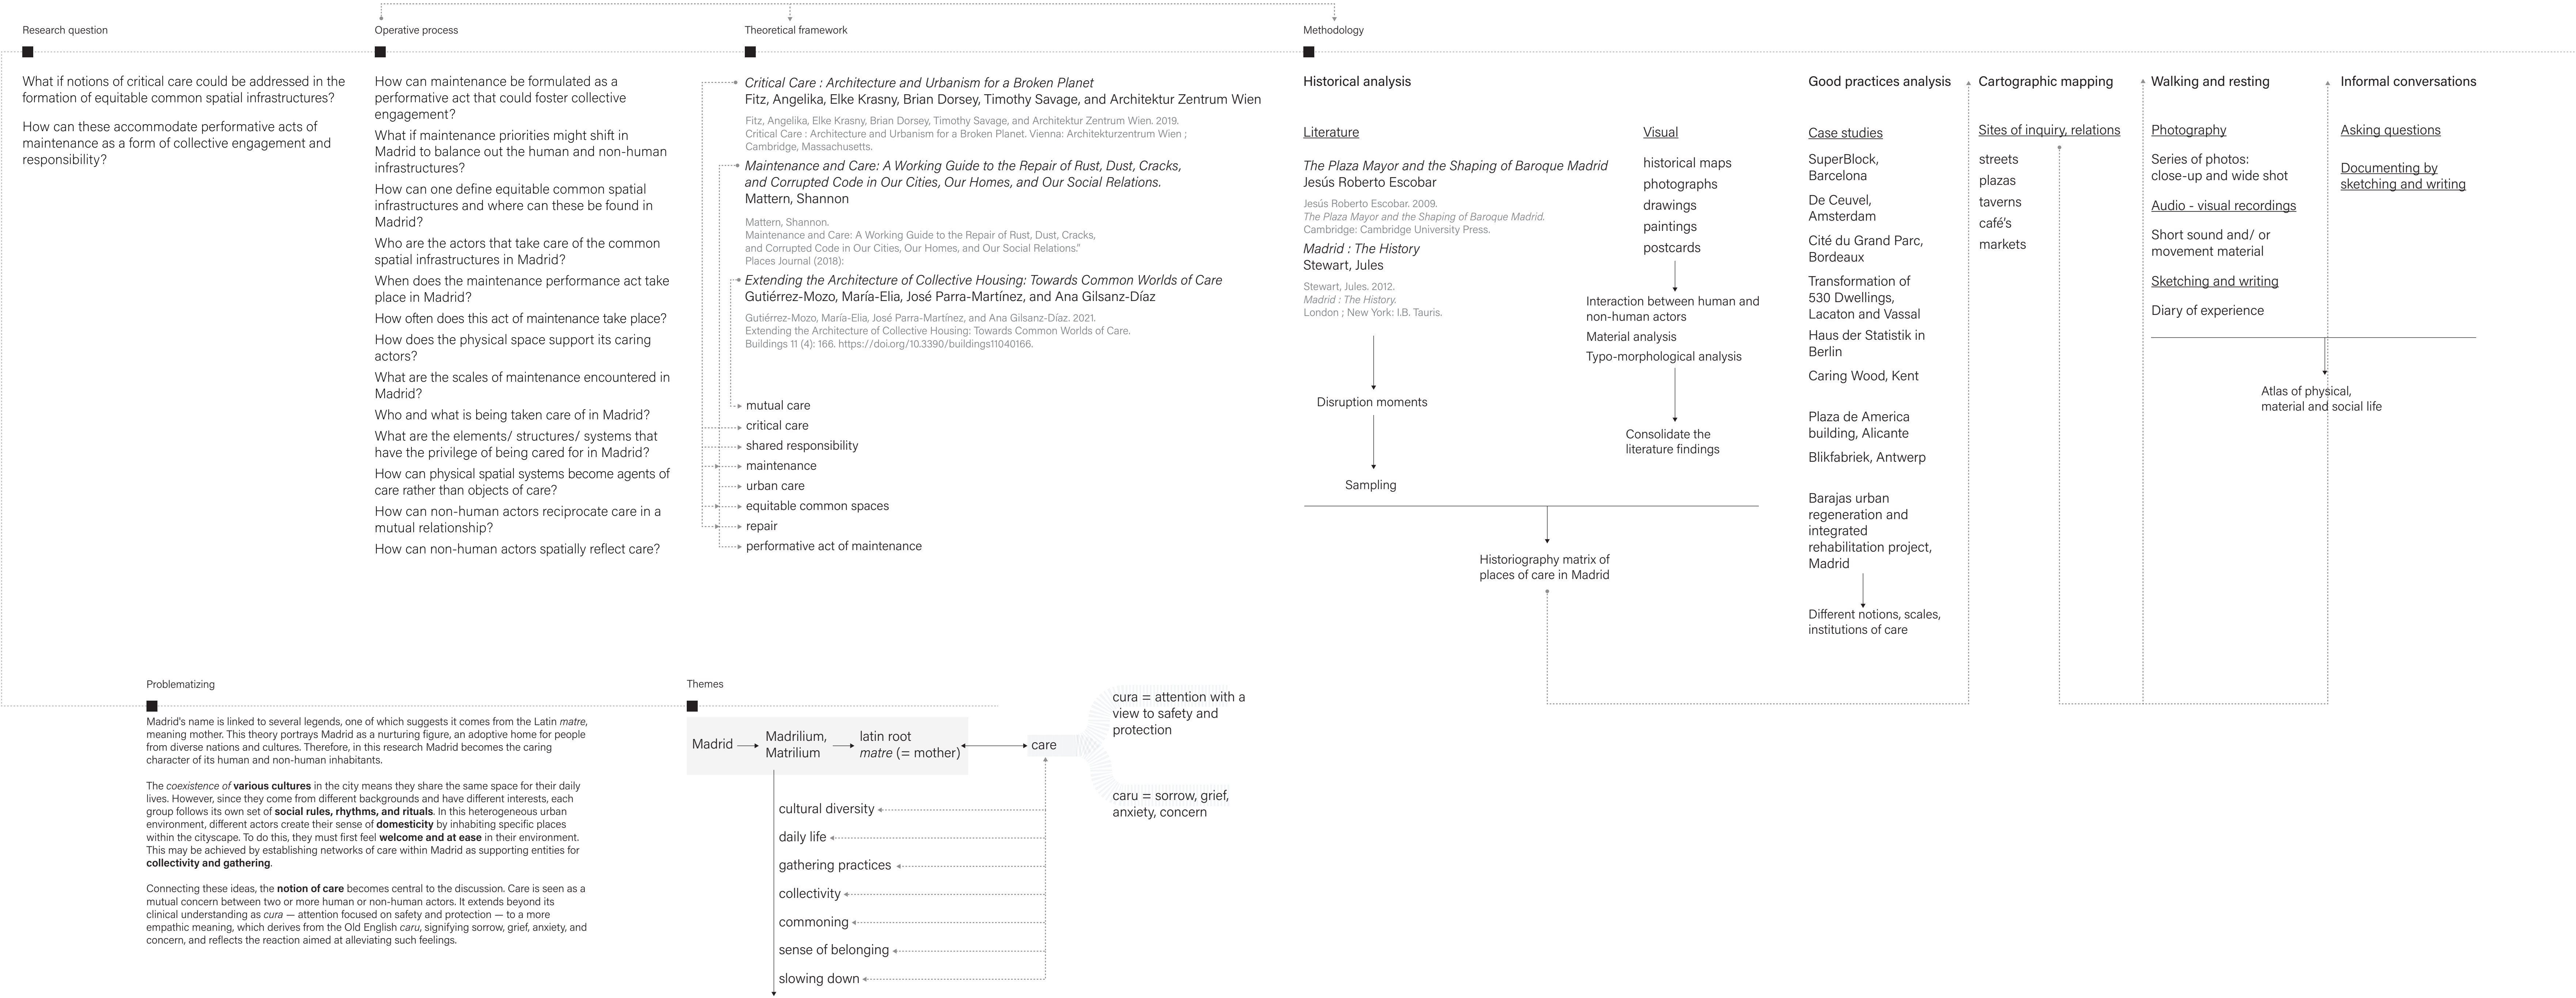 Research question
What if notions of critical care could be addressed in the
formation of equitable common spatial infrastructures?
How can these accommodate performative acts of
maintenance as a form of collective engagement and
responsibility?
Operative process
How can maintenance be formulated as a
performative act that could foster collective
engagement?
What if maintenance priorities might shift in
Madrid to balance out the human and non-human
infrastructures?
How can one define equitable common spatial
infrastructures and where can these be found in
Madrid?
Who are the actors that take care of the common
spatial infrastructures in Madrid?
When does the maintenance performance act take
place in Madrid?
How often does this act of maintenance take place?
How does the physical space support its caring
actors?
What are the scales of maintenance encountered in
Madrid?
Who and what is being taken care of in Madrid?
What are the elements/ structures/ systems that
have the privilege of being cared for in Madrid?
How can physical spatial systems become agents of
care rather than objects of care?
How can non-human actors reciprocate care in a
mutual relationship?
How can non-human actors spatially reflect care?
Theoretical framework
Critical Care : Architecture and Urbanism for a Broken Planet
Fitz, Angelika, Elke Krasny, Brian Dorsey, Timothy Savage, and Architektur Zentrum Wien
Fitz, Angelika, Elke Krasny, Brian Dorsey, Timothy Savage, and Architektur Zentrum Wien. 2019.
Critical Care : Architecture and Urbanism for a Broken Planet. Vienna: Architekturzentrum Wien ;
Cambridge, Massachusetts.
Maintenance and Care: A Working Guide to the Repair of Rust, Dust, Cracks,
and Corrupted Code in Our Cities, Our Homes, and Our Social Relations.
Mattern, Shannon
Mattern, Shannon.
Maintenance and Care: A Working Guide to the Repair of Rust, Dust, Cracks,
and Corrupted Code in Our Cities, Our Homes, and Our Social Relations."
Places Journal (2018):
Extending the Architecture of Collective Housing: Towards Common Worlds of Care
Gutiérrez-Mozo, María-Elia, José Parra-Martínez, and Ana Gilsanz-Díaz
Gutiérrez-Mozo, María-Elia, José Parra-Martínez, and Ana Gilsanz-Díaz. 2021.
Extending the Architecture of Collective Housing: Towards Common Worlds of Care.
Buildings 11 (4): 166. https://doi.org/10.3390/buildings11040166.
mutual care
critical care
shared responsibility
maintenance
urban care
equitable common spaces
repair
performative act of maintenance
Methodology
Historical analysis
Literature
The Plaza Mayor and the Shaping of Baroque Madrid
Jesús Roberto Escobar
Jesús Roberto Escobar. 2009.
The Plaza Mayor and the Shaping of Baroque Madrid.
Cambridge: Cambridge University Press.
Madrid : The History
Stewart, Jules
Stewart, Jules. 2012.
Madrid : The History.
London ; New York: I.B. Tauris.
Disruption moments
Sampling
Visual
historical maps
photographs
drawings
paintings
postcards
Interaction between human and
non-human actors
Material analysis
Typo-morphological analysis
Consolidate the
literature findings
Historiography matrix of
places of care in Madrid
Good practices analysis
Case studies
SuperBlock,
Barcelona
De Ceuvel,
Amsterdam
Cité du Grand Parc,
Bordeaux
Transformation of
530 Dwellings,
Lacaton and Vassal
Haus der Statistik in
Berlin
Caring Wood, Kent
Plaza de America
building, Alicante
Blikfabriek, Antwerp
Barajas urban
regeneration and
integrated
rehabilitation project,
Madrid
Different notions, scales,
institutions of care
Cartographic mapping
Sites of inquiry, relations
streets
plazas
taverns
café's
markets
Walking and resting
Photography
Series of photos:
close-up and wide shot
Audio - visual recordings
Short sound and/ or
movement material
Sketching and writing
Diary of experience
Informal conversations
Asking questions
Documenting by
sketching and writing
Atlas of physical,
material and social life
Problematizing
Madrid's name is linked to several legends, one of which suggests it comes from the Latin matre,
meaning mother. This theory portrays Madrid as a nurturing figure, an adoptive home for people
from diverse nations and cultures. Therefore, in this research Madrid becomes the caring
character of its human and non-human inhabitants.
The coexistence of various cultures in the city means they share the same space for their daily
lives. However, since they come from different backgrounds and have different interests, each
group follows its own set of social rules, rhythms, and rituals. In this heterogeneous urban
environment, different actors create their sense of domesticity by inhabiting specific places
within the cityscape. To do this, they must first feel welcome and at ease in their environment.
This may be achieved by establishing networks of care within Madrid as supporting entities for
collectivity and gathering.
Connecting these ideas, the notion of care becomes central to the discussion. Care is seen as a
mutual concern between two or more human or non-human actors. It extends beyond its
clinical understanding as cura — attention focused on safety and protection — to a more
empathic meaning, which derives from the Old English caru, signifying sorrow, grief, anxiety, and
concern, and reflects the reaction aimed at alleviating such feelings.
Themes
Madrid
Madrilium,
Matrilium
latin root
matre (= mother)
care
cura = attention with a
view to safety and
protection
caru = sorrow, grief,
anxiety, concern
cultural diversity
daily life
gathering practices
collectivity
commoning
sense of belonging
slowing down